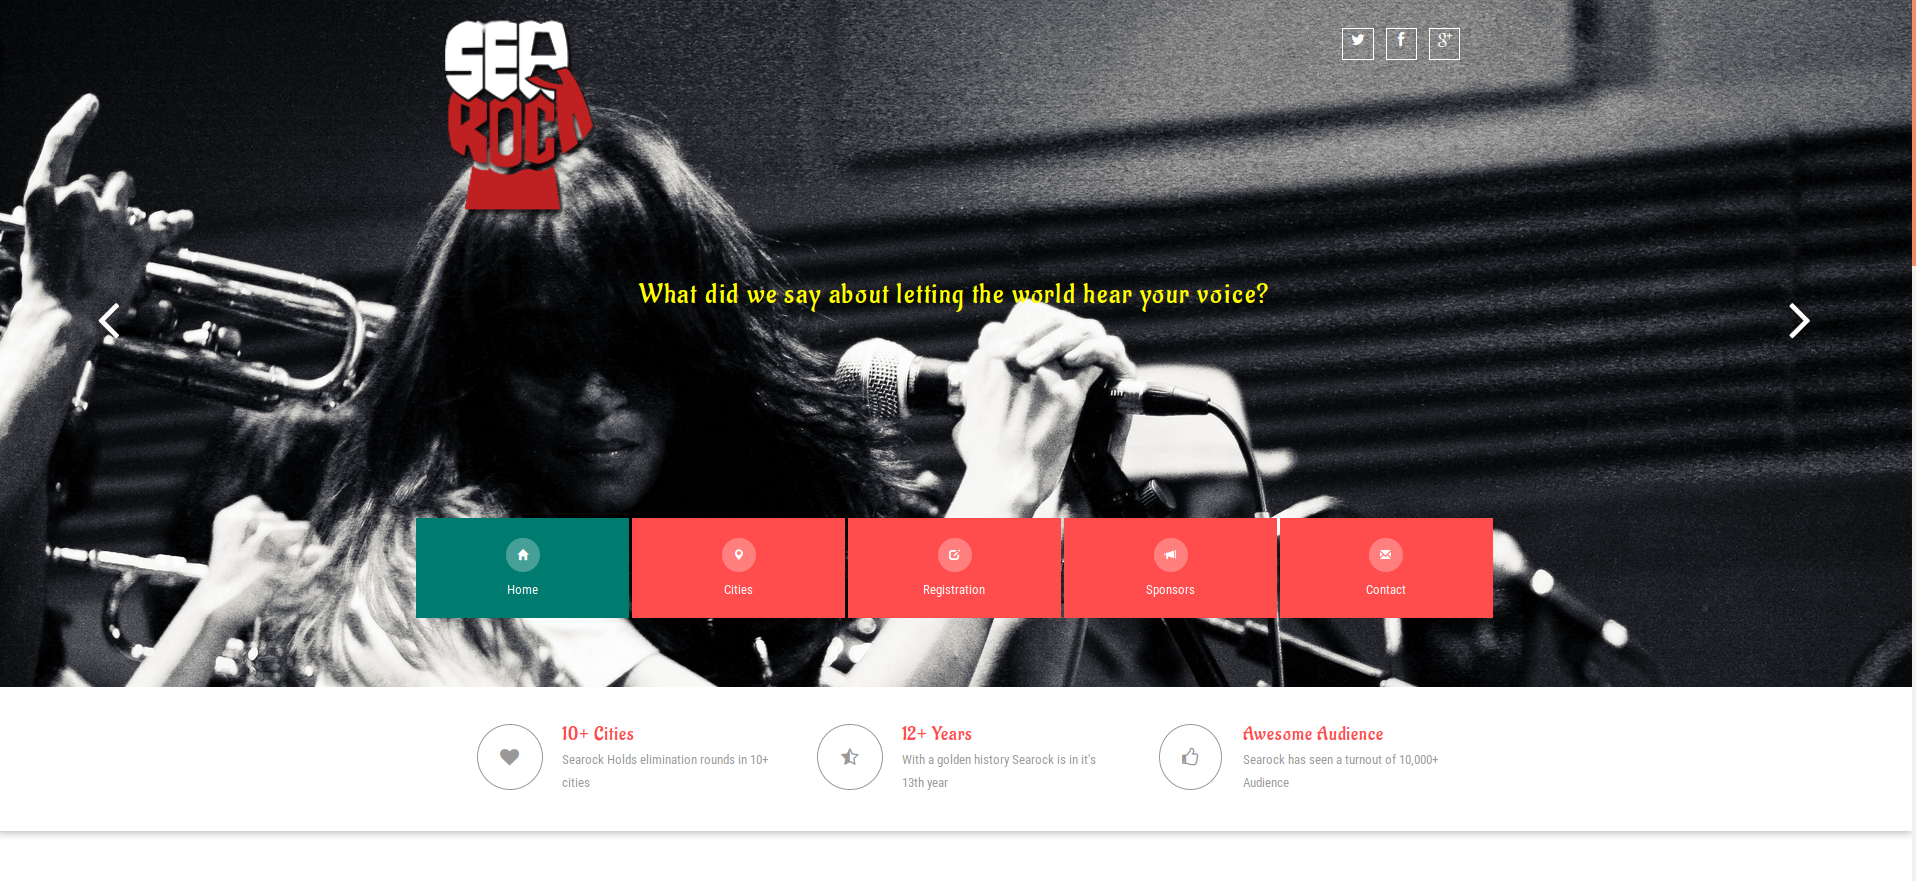 SEA
ROCK
What did we say about letting the world hear your voice?
Home
Cities
Registration
Sponsors
Contact
10+ Cities
Searock Holds elimination rounds in 10+
cities
12+ Years
With a golden history Searock is in it's
13th year
Awesome Audience
Searock has seen a turnout of 10,000+
Audience